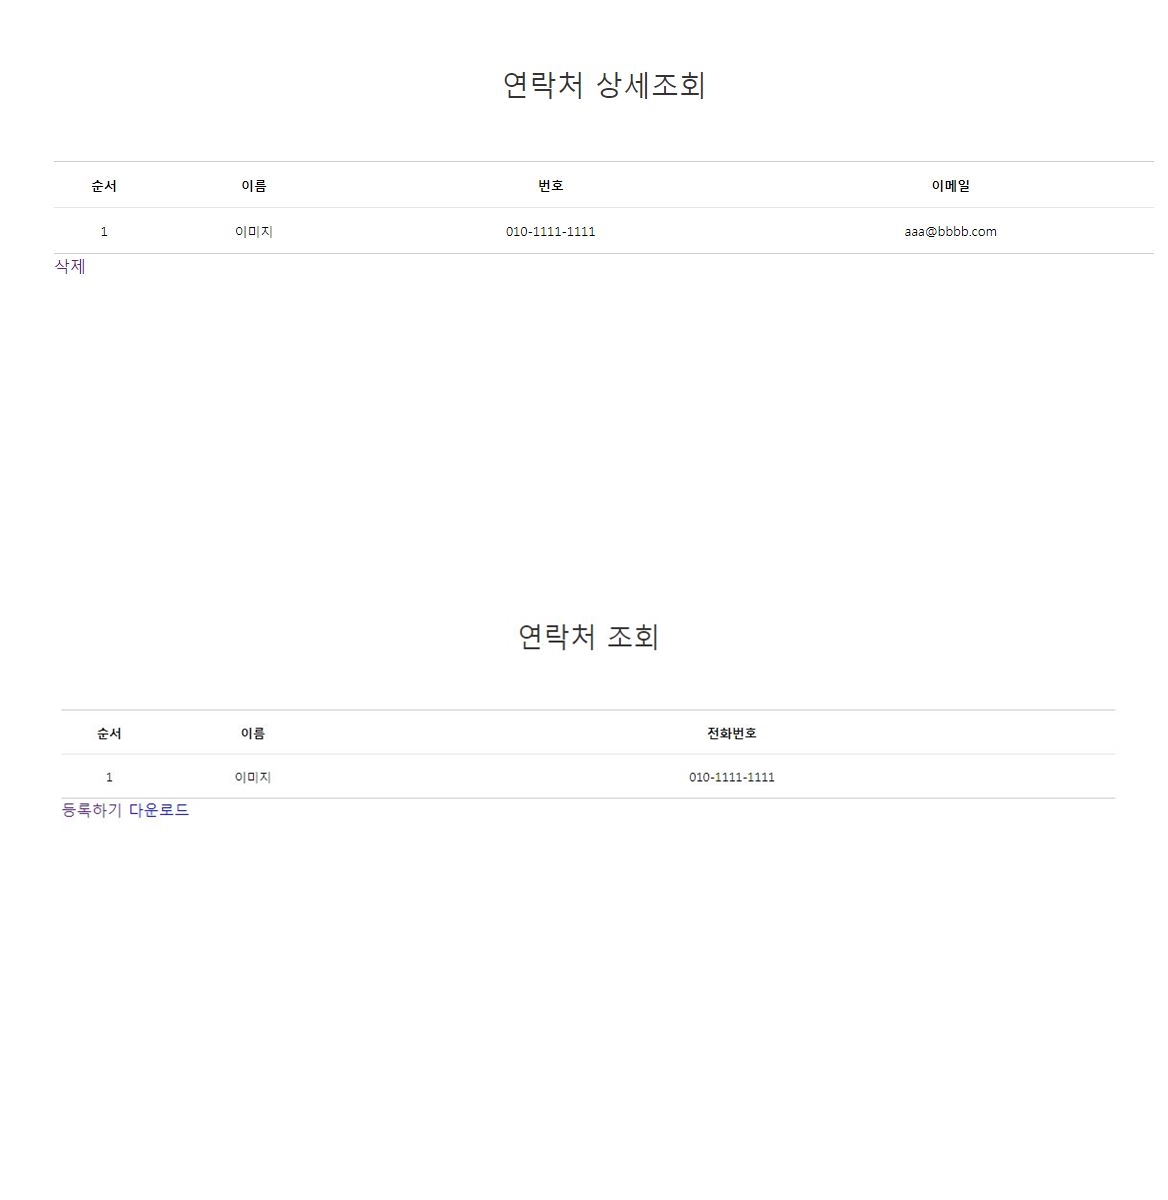 연락처 상세조회
순서 이름 번호 이메일
1 이미지 010-1111-1111 aaa@bbbb.com
삭제
연락처 조회
순서 이름 전화번호
1 이미지 010-1111-1111
등록하기 다운로드